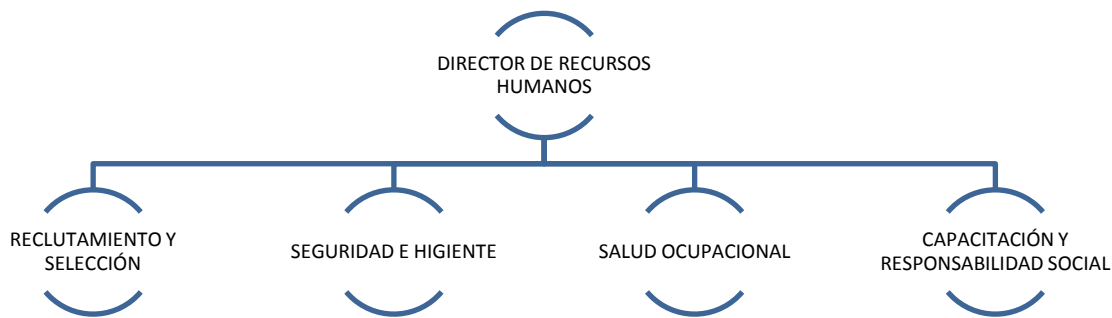 DIRECTOR DE RECURSOS
HUMANOS
RECLUTAMIENTO Y
SELECCIÓN
SEGURIDAD E HIGIENTE
SALUD OCUPACIONAL
CAPACITACIÓN Y
RESPONSABILIDAD SOCIAL